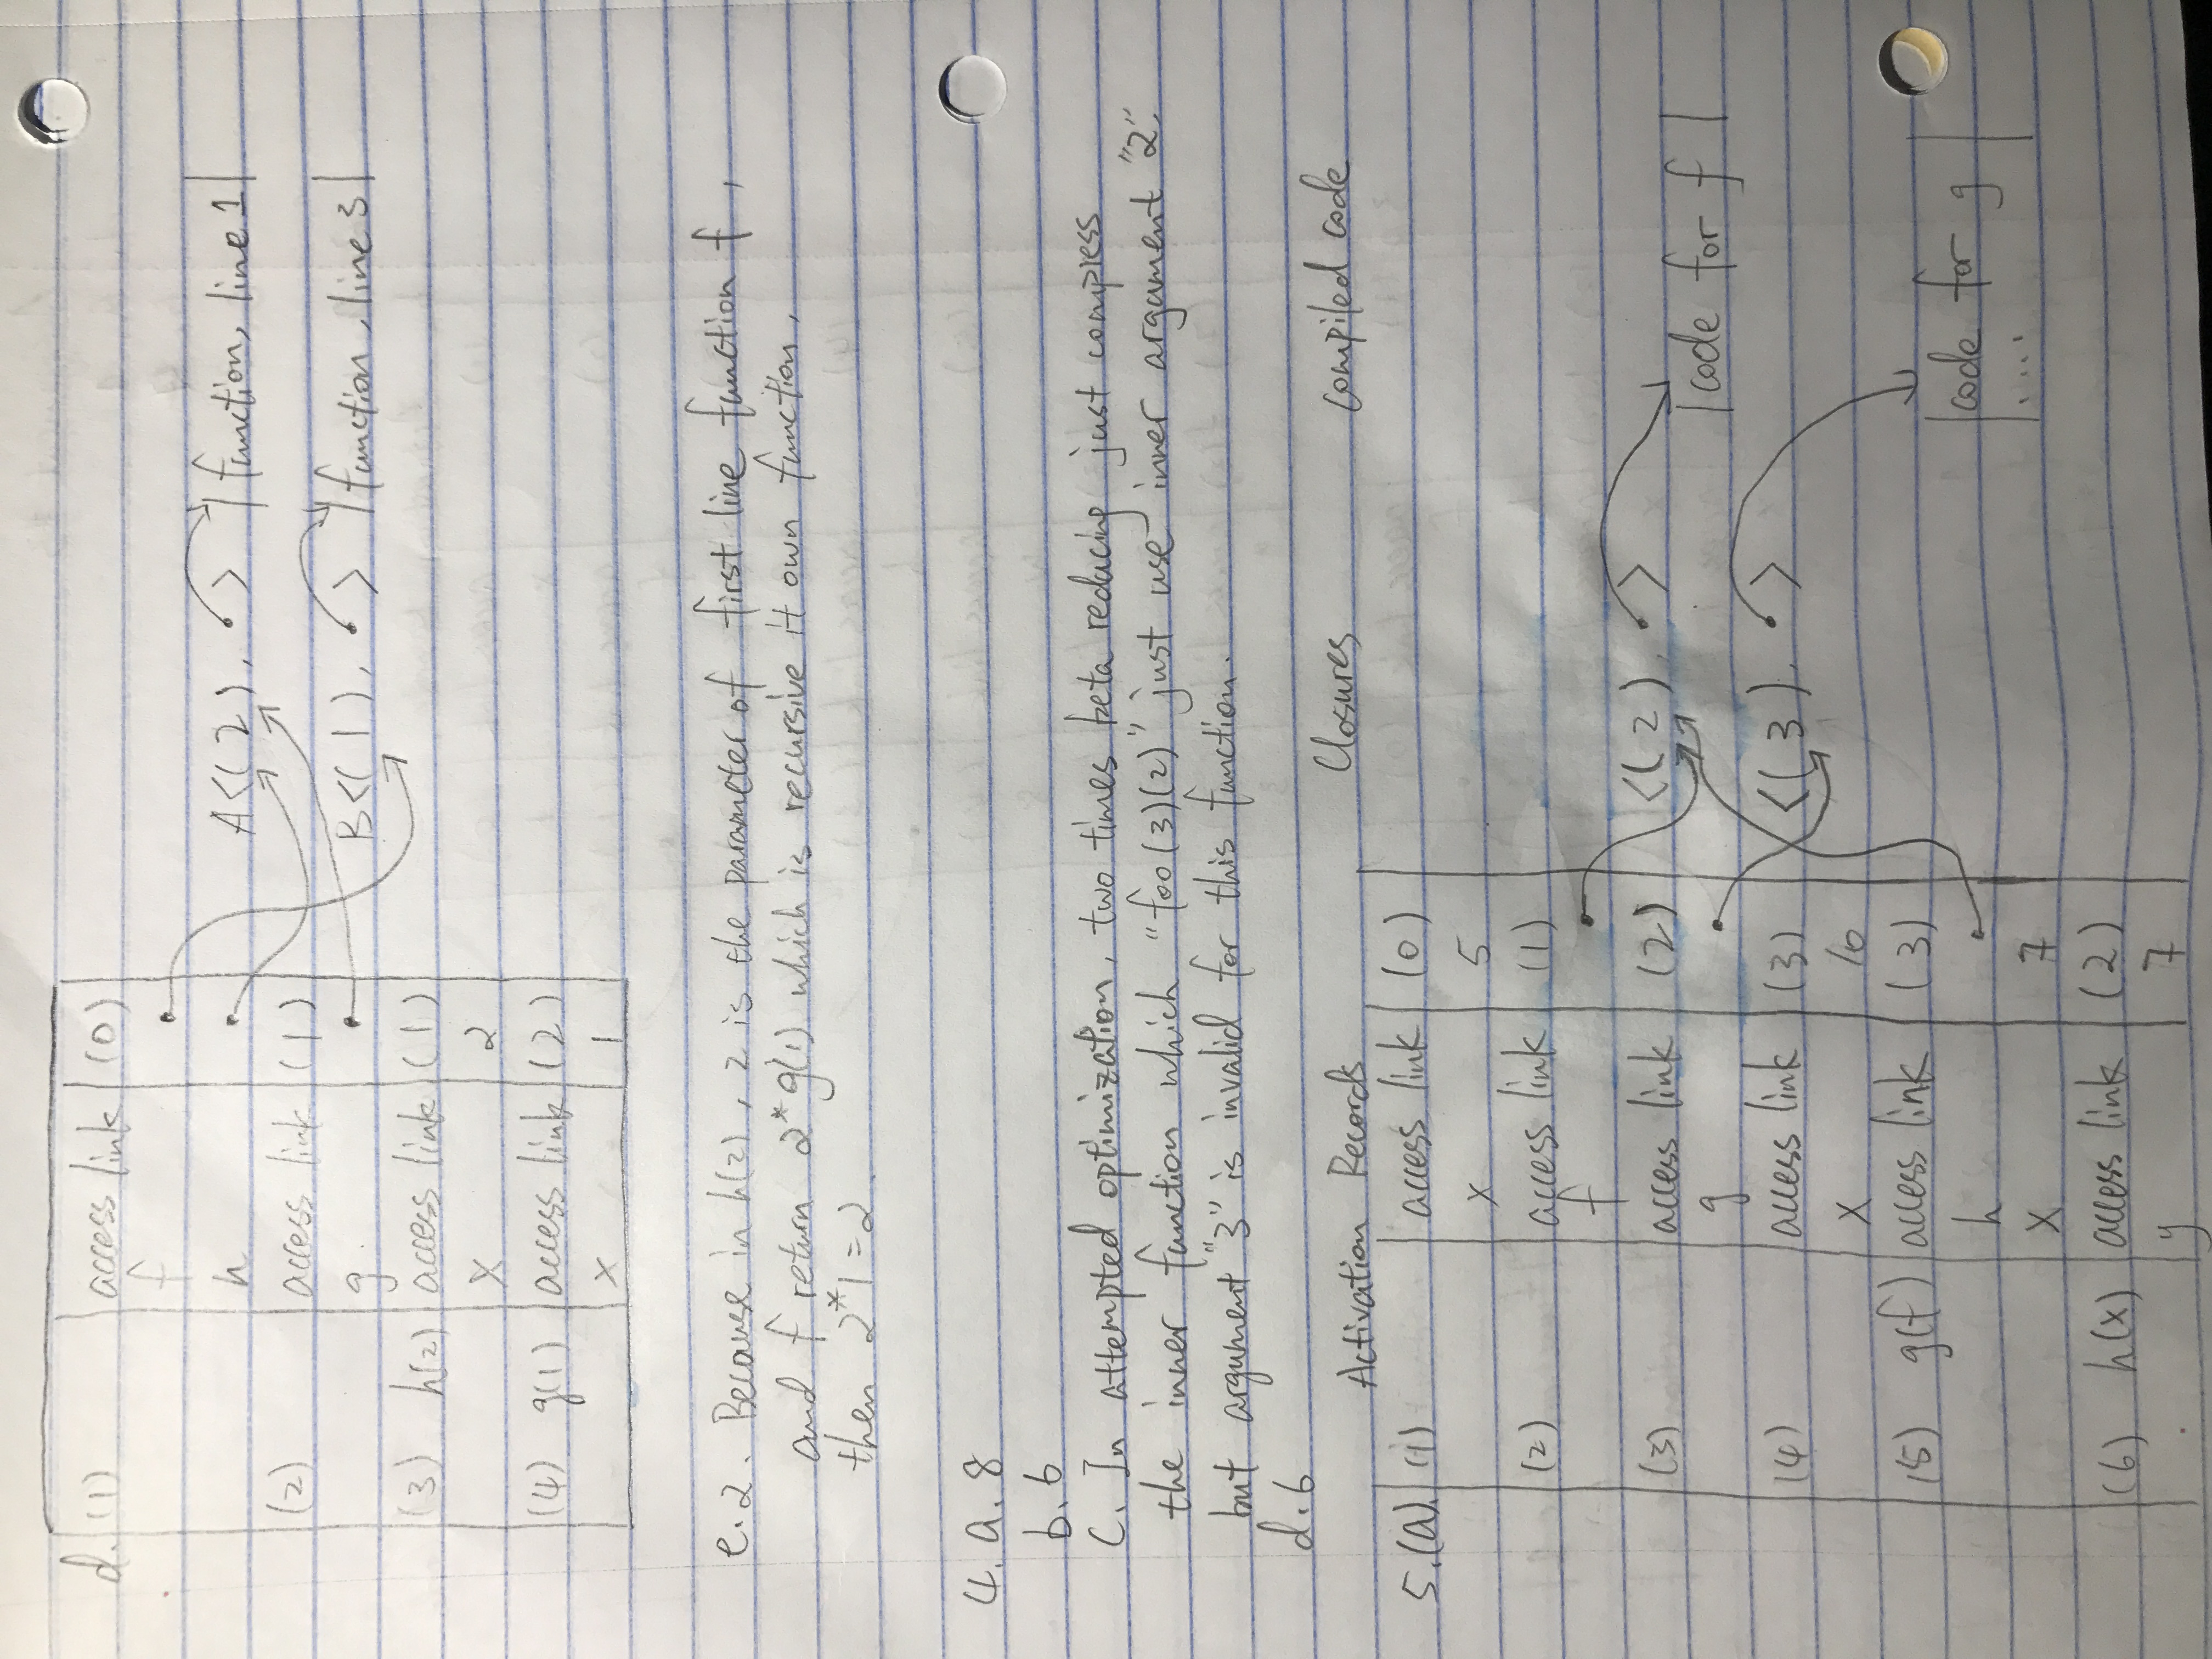 d. (1) access link (0)
f
h A<(2), • > |function, line 1|
(2) access link (1)
g B<(1), • > |function, line 3|
(3) h(2) access link (1)
x 2
(4) g(1) access link (2)
x 1
e. 2. Because in h(2), 2 is the parameter of first line function f,
and f return 2*g(1) which is recursive it own function,
then 2*1=2.
4. a. 8
b. 6
C. In attempted optimization, two times beta reducing just compress
the inner function which "foo(3)(2)" just use inner argument "2",
but argument "3" is invalid for this function.
d. 6
Activation Records Closures Compiled code
5. (a). (1) access link (0)
x 5
(2) access link (1)
f
(3) access link (2) <(2), • >
g |code for f|
(4) access link (3) <(3), • >
x 10
(5) g(f) access link (3)
h |code for g
x 7 ....|
(6) h(x) access link (2)
y 7